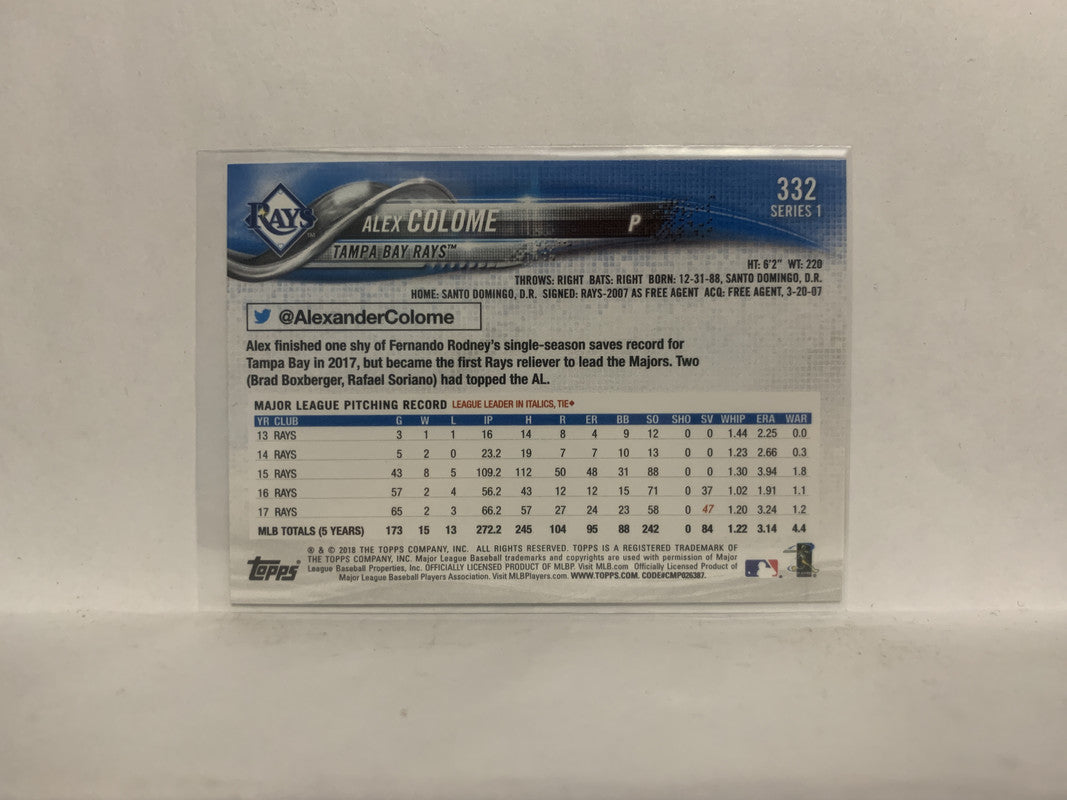 332
SERIES 1
RAYS™
ALEX COLOME P
TAMPA BAY RAYS™
HT: 6'2" WT: 220
THROWS: RIGHT BATS: RIGHT BORN: 12-31-88, SANTO DOMINGO, D.R.
HOME: SANTO DOMINGO, D.R. SIGNED: RAYS-2007 AS FREE AGENT ACQ: FREE AGENT, 3-20-07
@AlexanderColome
Alex finished one shy of Fernando Rodney's single-season saves record for
Tampa Bay in 2017, but became the first Rays reliever to lead the Majors. Two
(Brad Boxberger, Rafael Soriano) had topped the AL.
MAJOR LEAGUE PITCHING RECORD LEAGUE LEADER IN ITALICS, TIE♦
YR CLUB G W L IP H R ER BB SO SHO SV WHIP ERA WAR
13 RAYS 3 1 1 16 14 8 4 9 12 0 0 1.44 2.25 0.0
14 RAYS 5 2 0 23.2 19 7 7 10 13 0 0 1.23 2.66 0.3
15 RAYS 43 8 5 109.2 112 50 48 31 88 0 0 1.30 3.94 1.8
16 RAYS 57 2 4 56.2 43 12 12 15 71 0 37 1.02 1.91 1.1
17 RAYS 65 2 3 66.2 57 27 24 23 58 0 47 1.20 3.24 1.2
MLB TOTALS (5 YEARS) 173 15 13 272.2 245 104 95 88 242 0 84 1.22 3.14 4.4
Topps
® & © 2018 THE TOPPS COMPANY, INC. ALL RIGHTS RESERVED. TOPPS IS A REGISTERED TRADEMARK OF
THE TOPPS COMPANY, INC. Major League Baseball trademarks and copyrights are used with permission of Major
League Baseball Properties, Inc. OFFICIALLY LICENSED PRODUCT OF MLBP. Visit MLB.com Officially Licensed Product of
Major League Baseball Players Association. Visit MLBPlayers.com. WWW.TOPPS.COM. CODE#CMP026387.